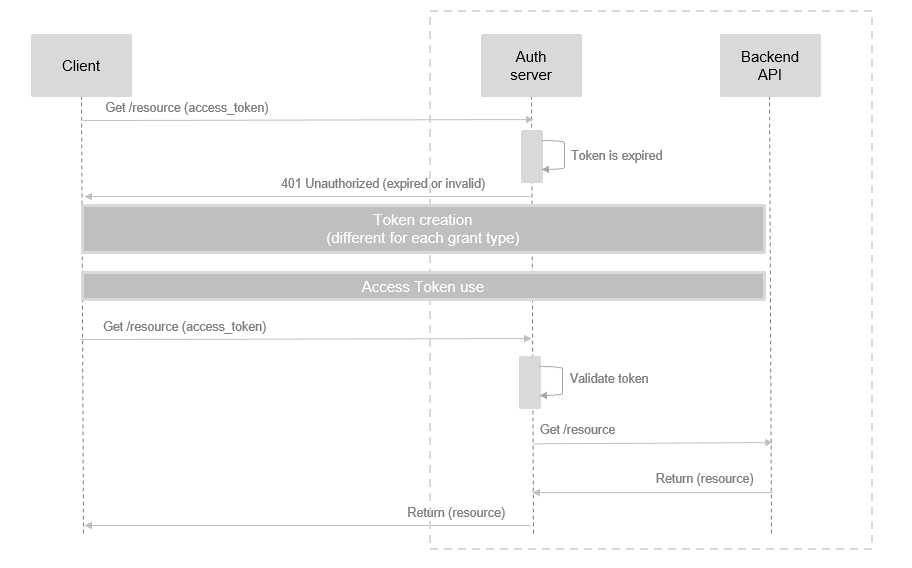 Client
Auth
server
Backend
API
Get /resource (access_token)
Token is expired
401 Unauthorized (expired or invalid)
Token creation
(different for each grant type)
Access Token use
Get /resource (access_token)
Validate token
Get /resource
Return (resource)
Return (resource)